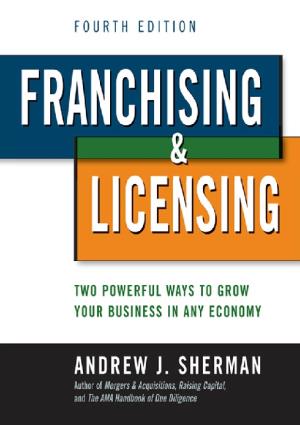 FOURTH EDITION
FRANCHISING
&
LICENSING
TWO POWERFUL WAYS TO GROW
YOUR BUSINESS IN ANY ECONOMY
ANDREW J. SHERMAN
Author of Mergers & Acquisitions, Raising Capital,
and The AMA Handbook of Due Diligence